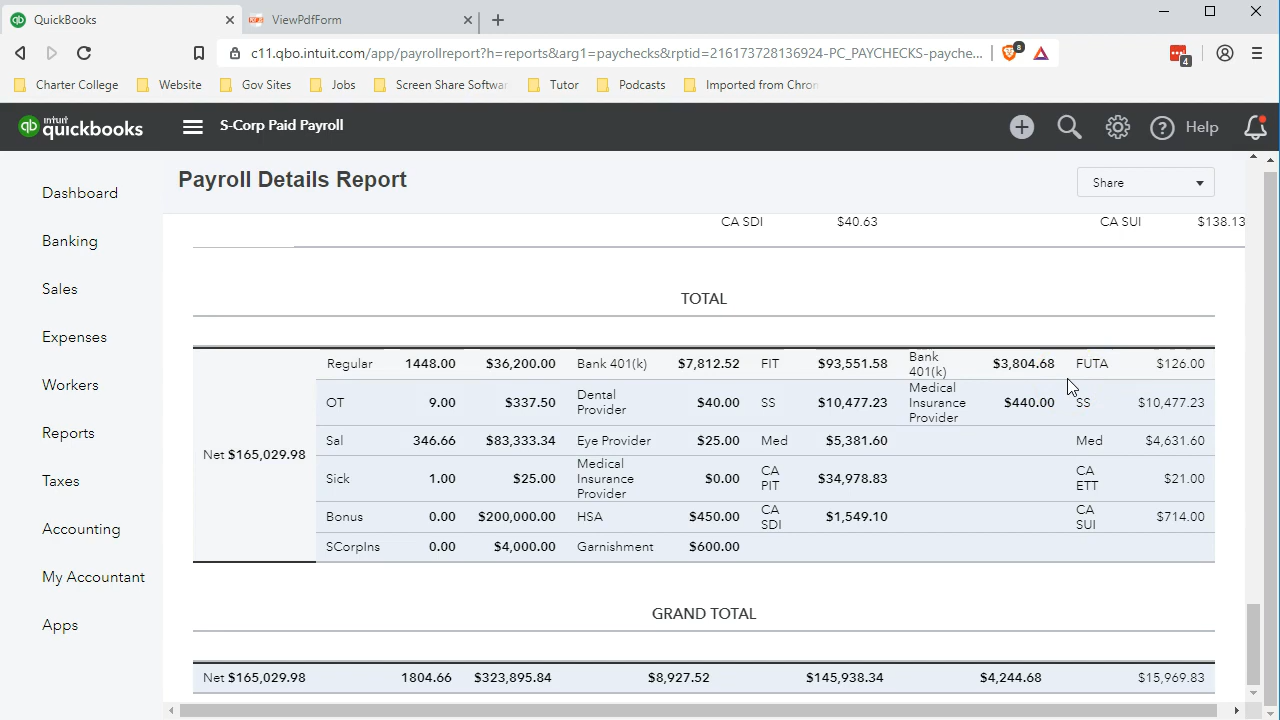 QuickBooks
ViewPdfForm
c11.qbo.intuit.com/app/payrollreport?h=reports&arg1=paychecks&rptid=216173728136924-PC_PAYCHECKS-payche...
8
4
Charter College
Website
Gov Sites
Jobs
Screen Share Softwar
Tutor
Podcasts
Imported from Chron
intuit
quickbooks
S-Corp Paid Payroll
Help
Dashboard
Banking
Sales
Expenses
Workers
Reports
Taxes
Accounting
My Accountant
Apps
Payroll Details Report
Share
CA SDI $40.63 CA SUI $138.13
TOTAL
Net $165,029.98
Regular 1448.00 $36,200.00 Bank 401(k) $7,812.52 FIT $93,551.58 Bank 401(k) $3,804.68 FUTA $126.00
OT 9.00 $337.50 Dental Provider $40.00 SS $10,477.23 Medical Insurance Provider $440.00 SS $10,477.23
Sal 346.66 $83,333.34 Eye Provider $25.00 Med $5,381.60 Med $4,631.60
Sick 1.00 $25.00 Medical Insurance Provider $0.00 CA PIT $34,978.83 CA ETT $21.00
Bonus 0.00 $200,000.00 HSA $450.00 CA SDI $1,549.10 CA SUI $714.00
SCorpIns 0.00 $4,000.00 Garnishment $600.00
GRAND TOTAL
Net $165,029.98 1804.66 $323,895.84 $8,927.52 $145,938.34 $4,244.68 $15,969.83